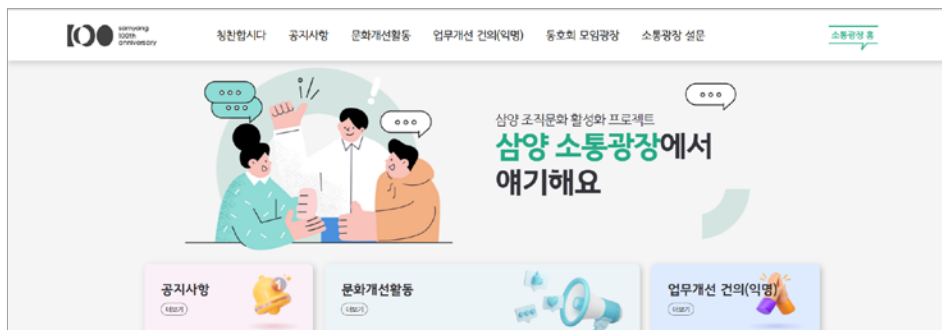 samyang
100th
anniversary
칭찬합시다 공지사항 문화개선활동 업무개선 건의(익명) 동호회 모임광장 소통광장 설문
소통광장 홈
삼양 조직문화 활성화 프로젝트
삼양 소통광장에서
얘기해요
공지사항
더보기
문화개선활동
더보기
업무개선 건의(익명)
더보기